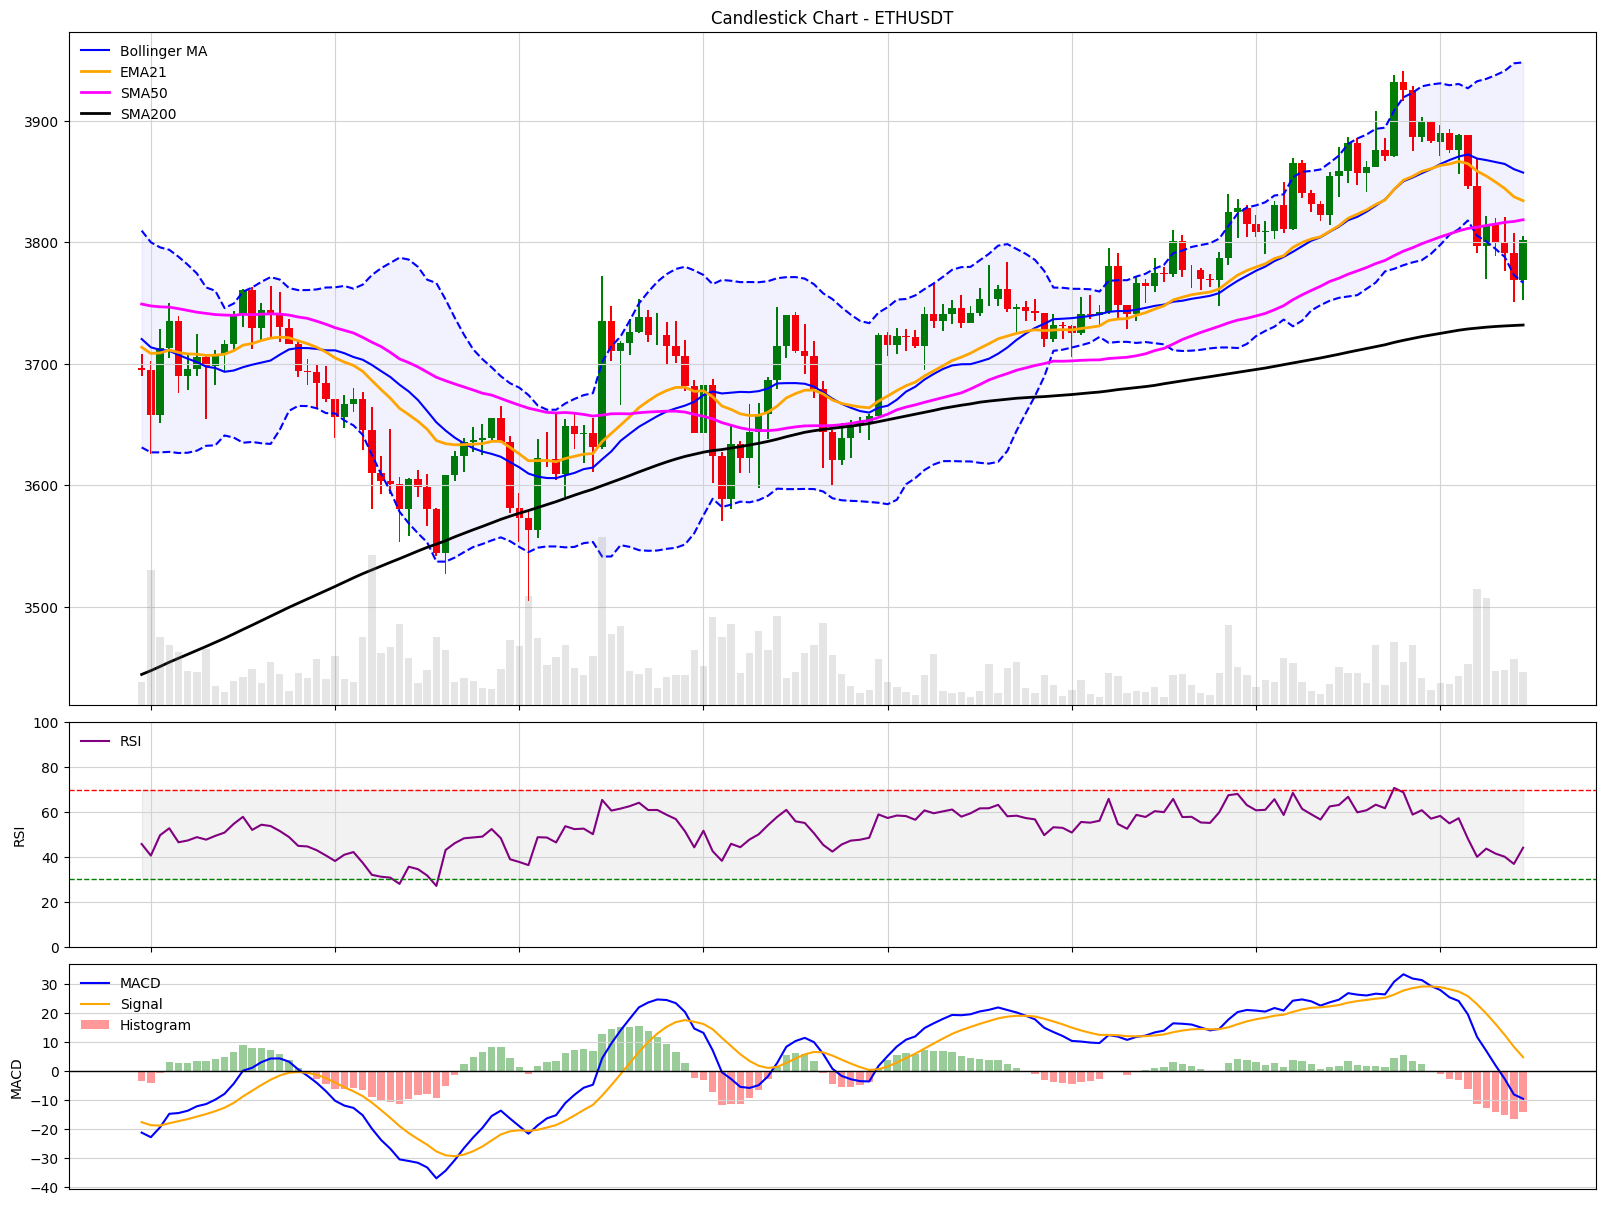 Candlestick Chart - ETHUSDT
Bollinger MA
EMA21
SMA50
SMA200
3900
3800
3700
3600
3500
100
RSI
80
60
RSI
40
20
0
MACD
30
Signal
20
Histogram
10
MACD
0
−10
−20
−30
−40